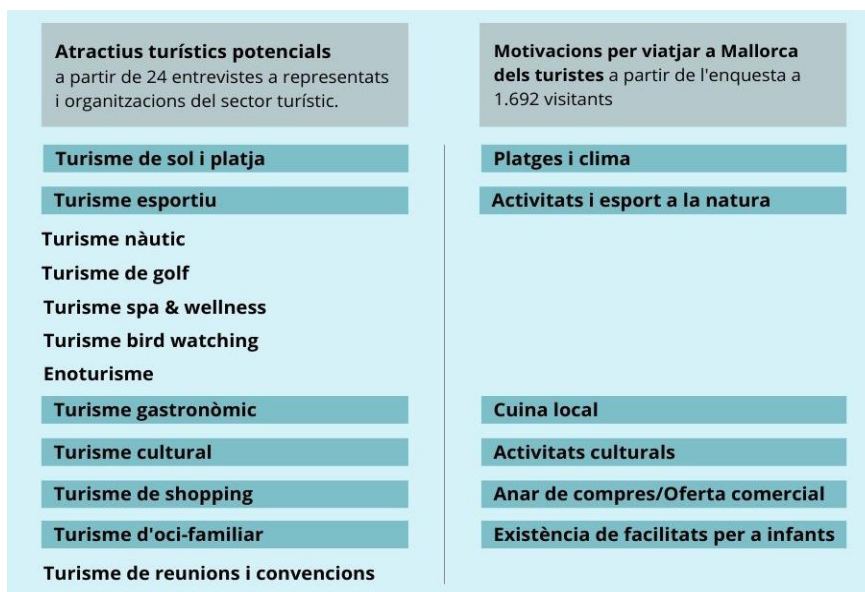 Atractius turístics potencials
a partir de 24 entrevistes a representats
i organitzacions del sector turístic.
Motivacions per viatjar a Mallorca
dels turistes a partir de l'enquesta a
1.692 visitants
Turisme de sol i platja
Platges i clima
Turisme esportiu
Activitats i esport a la natura
Turisme nàutic
Turisme de golf
Turisme spa & wellness
Turisme bird watching
Enoturisme
Turisme gastronòmic
Cuina local
Turisme cultural
Activitats culturals
Turisme de shopping
Anar de compres/Oferta comercial
Turisme d'oci-familiar
Existència de facilitats per a infants
Turisme de reunions i convencions